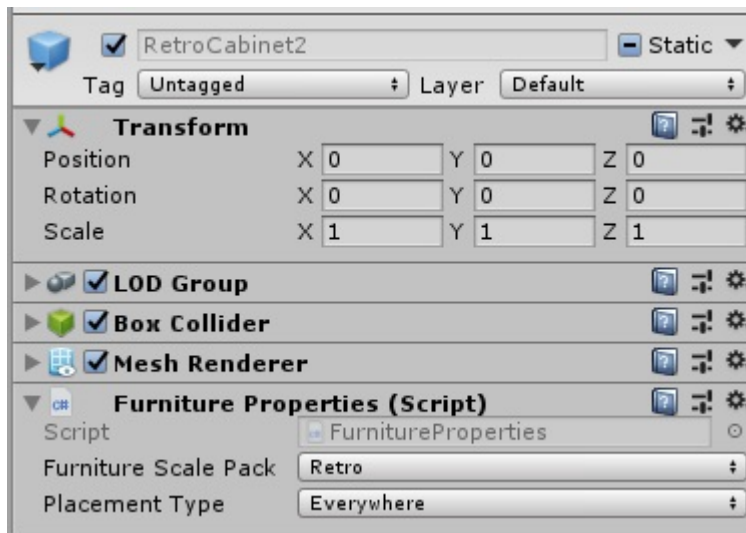 RetroCabinet2 Static
Tag Untagged Layer Default
Transform
Position X 0 Y 0 Z 0
Rotation X 0 Y 0 Z 0
Scale X 1 Y 1 Z 1
LOD Group
Box Collider
Mesh Renderer
C# Furniture Properties (Script)
Script FurnitureProperties
Furniture Scale Pack Retro
Placement Type Everywhere